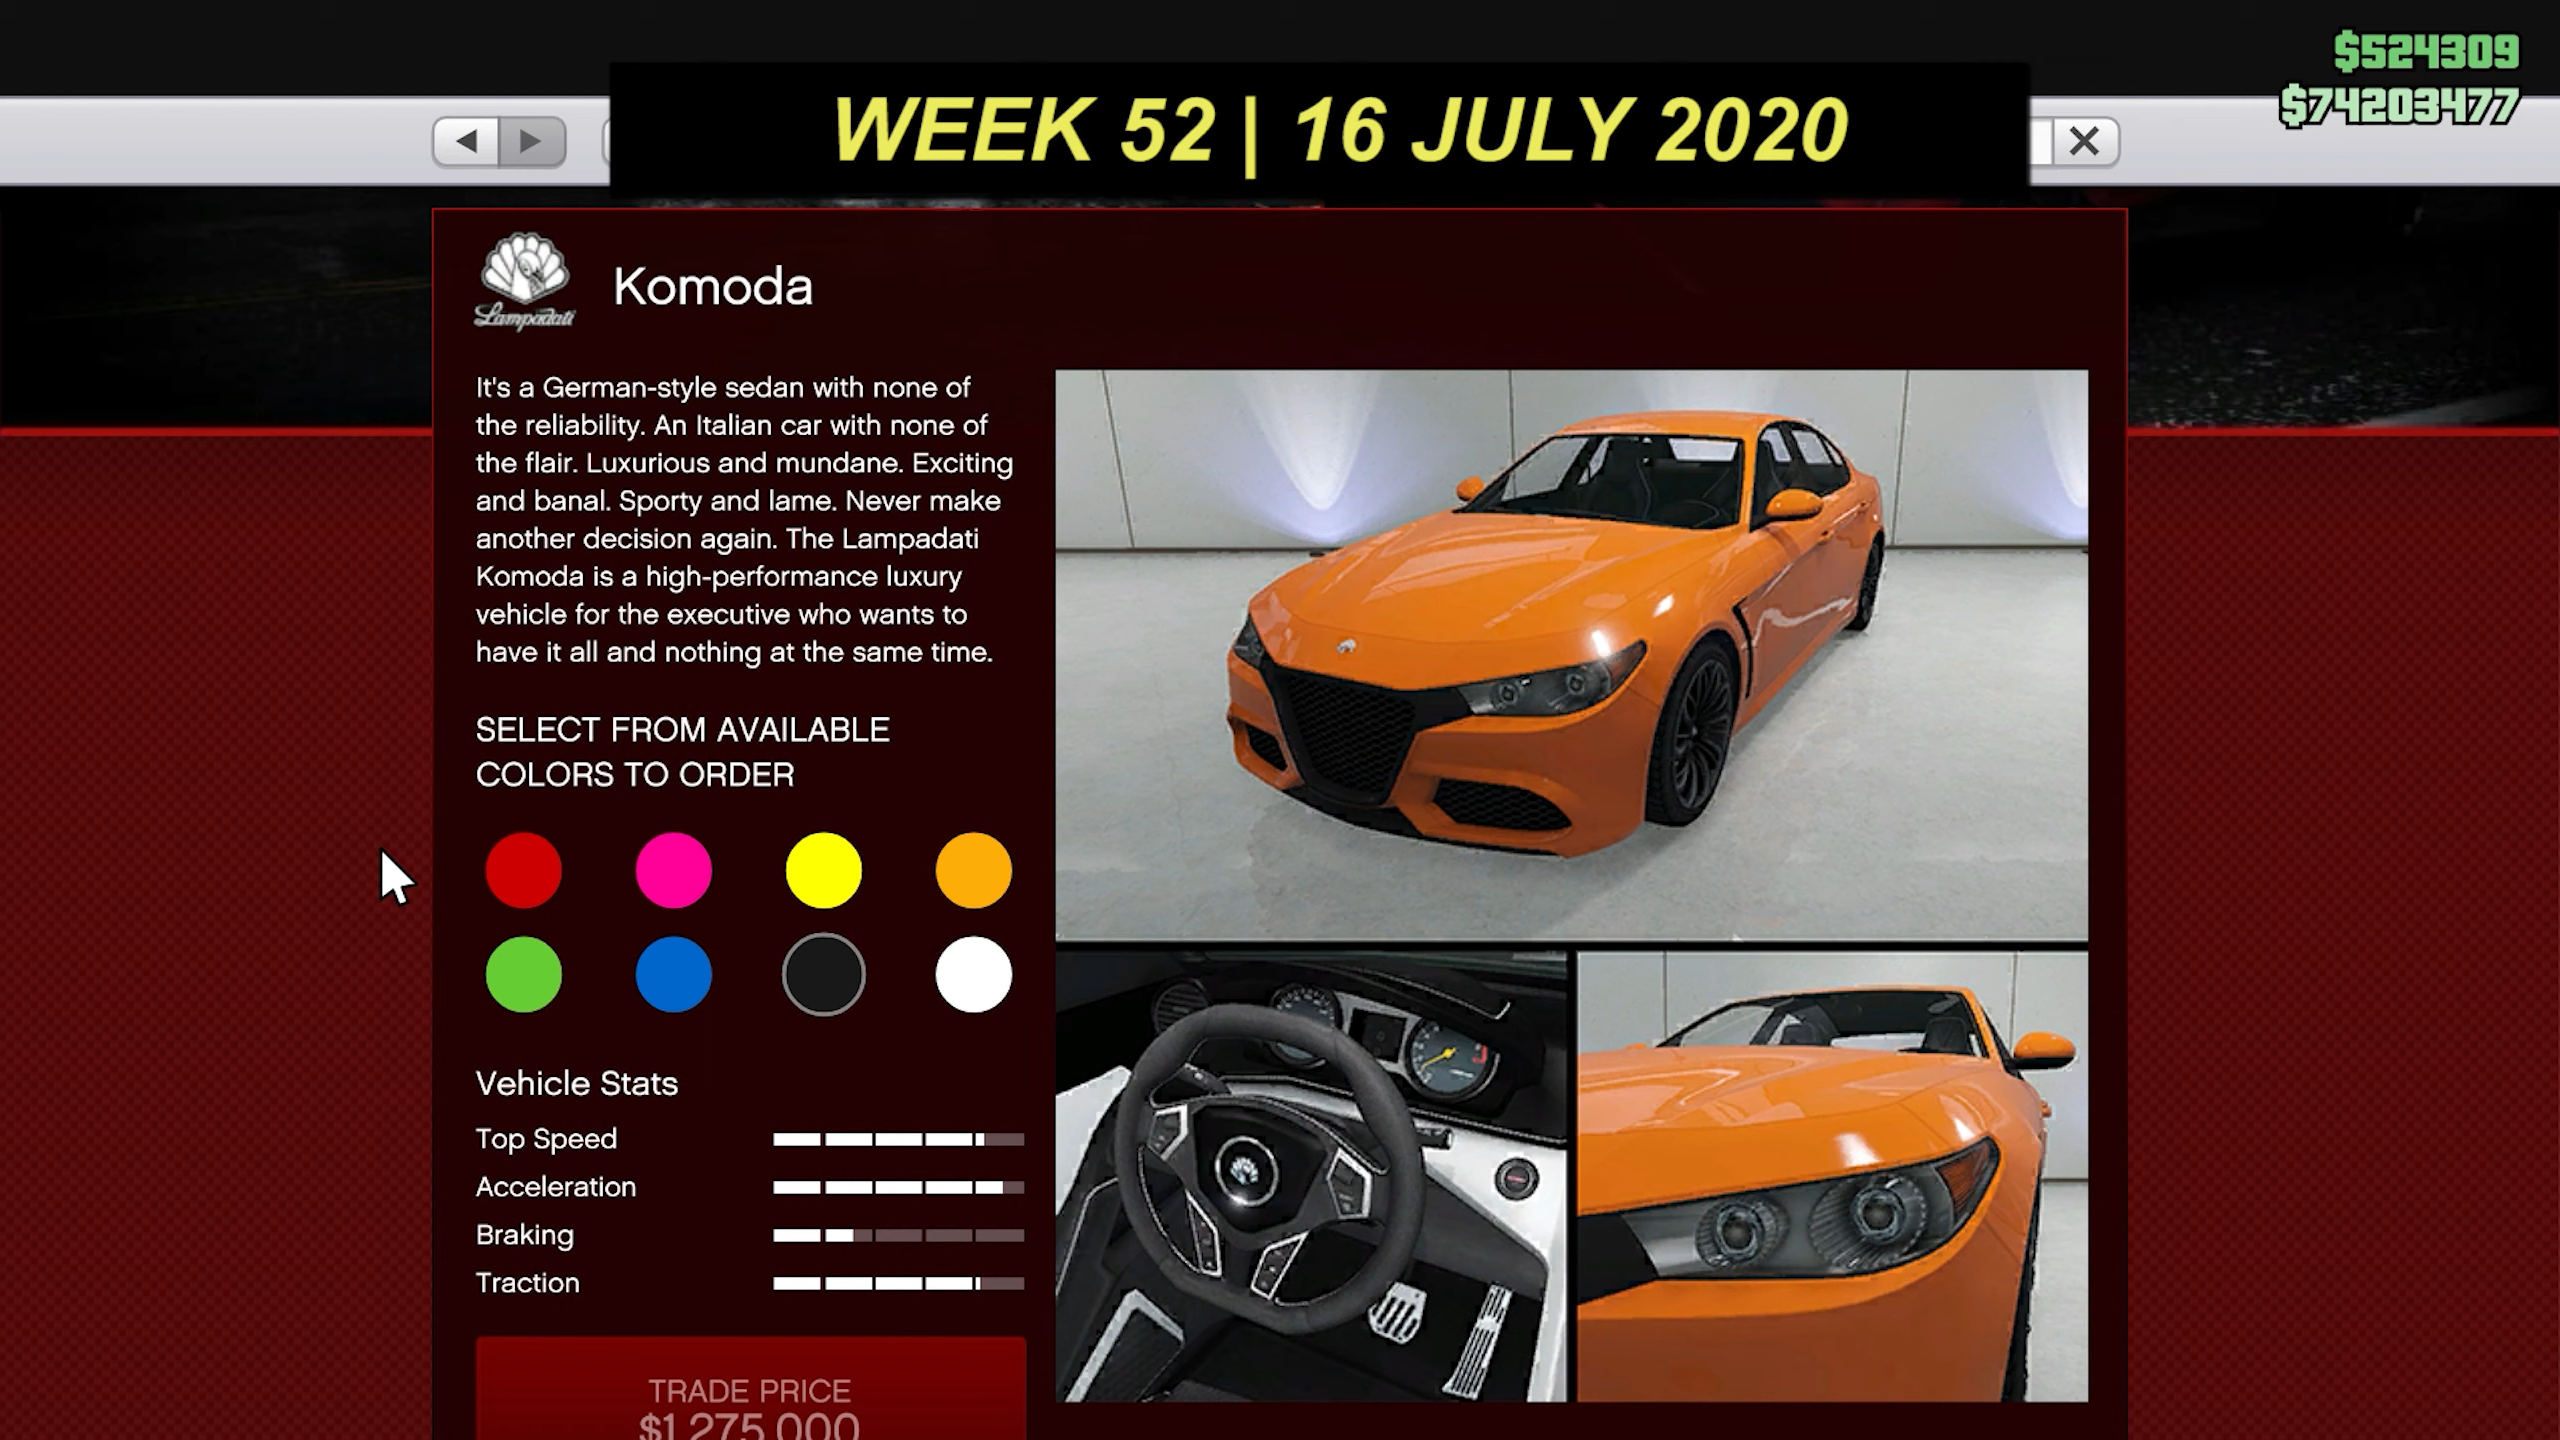 $524309
$74203477
WEEK 52 | 16 JULY 2020
Lampadati
Komoda
It's a German-style sedan with none of
the reliability. An Italian car with none of
the flair. Luxurious and mundane. Exciting
and banal. Sporty and lame. Never make
another decision again. The Lampadati
Komoda is a high-performance luxury
vehicle for the executive who wants to
have it all and nothing at the same time.
SELECT FROM AVAILABLE
COLORS TO ORDER
Vehicle Stats
Top Speed
Acceleration
Braking
Traction
TRADE PRICE
$1,275,000